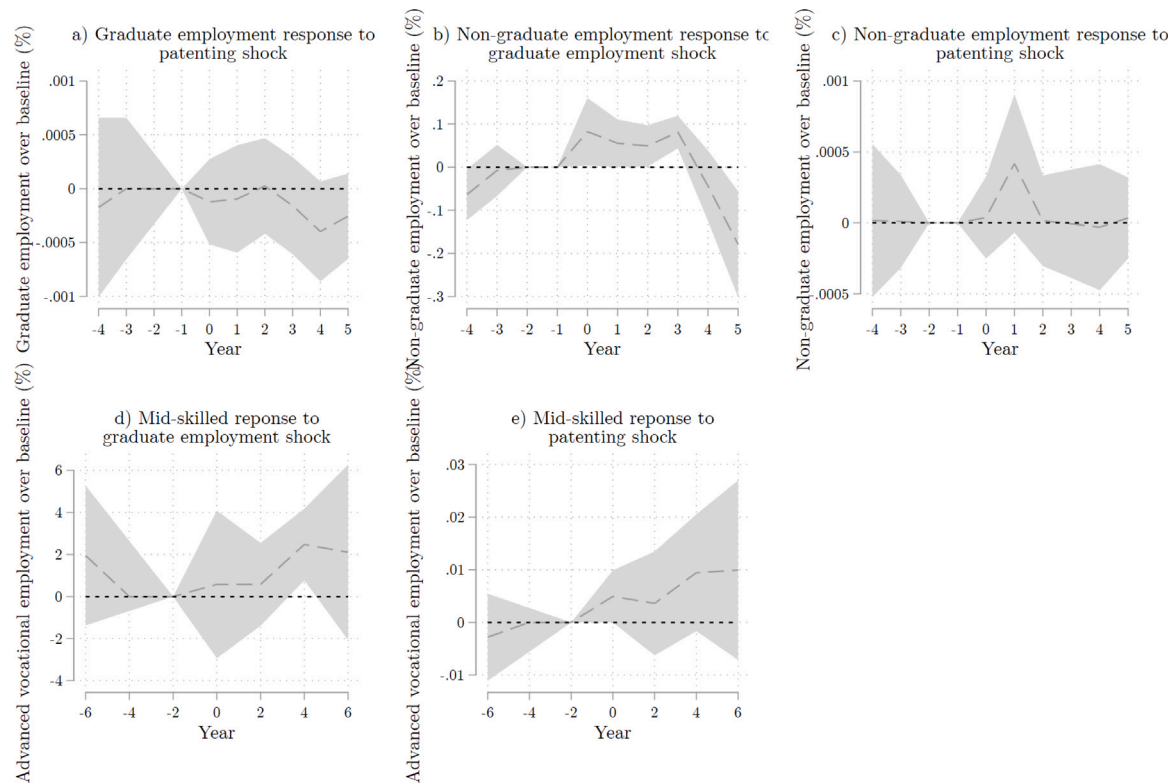 a) Graduate employment response to
patenting shock
Graduate employment over baseline (%)
.001
.0005
0
-.0005
-.001
-4 -3 -2 -1 0 1 2 3 4 5
Year
b) Non-graduate employment response to
graduate employment shock
Non-graduate employment over baseline (%)
.2
.1
0
-.1
-.2
-.3
-4 -3 -2 -1 0 1 2 3 4 5
Year
c) Non-graduate employment response to
patenting shock
Non-graduate employment over baseline (%)
.001
.0005
0
-.0005
-4 -3 -2 -1 0 1 2 3 4 5
Year
d) Mid-skilled reponse to
graduate employment shock
Advanced vocational employment over baseline (%)
6
4
2
0
-2
-4
-6 -4 -2 0 2 4 6
Year
e) Mid-skilled reponse to
patenting shock
Advanced vocational employment over baseline (%)
.03
.02
.01
0
-.01
-6 -4 -2 0 2 4 6
Year